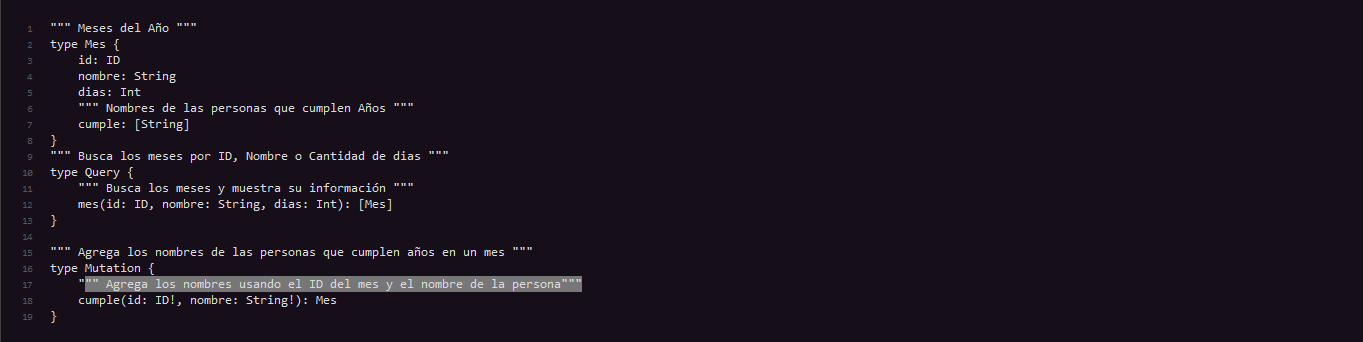 1 """ Meses del Año """
2 type Mes {
3     id: ID
4     nombre: String
5     dias: Int
6     """ Nombres de las personas que cumplen Años """
7     cumple: [String]
8 }
9 """ Busca los meses por ID, Nombre o Cantidad de dias """
10 type Query {
11     """ Busca los meses y muestra su información """
12     mes(id: ID, nombre: String, dias: Int): [Mes]
13 }
14
15 """ Agrega los nombres de las personas que cumplen años en un mes """
16 type Mutation {
17     """ Agrega los nombres usando el ID del mes y el nombre de la persona"""
18     cumple(id: ID!, nombre: String!): Mes
19 }